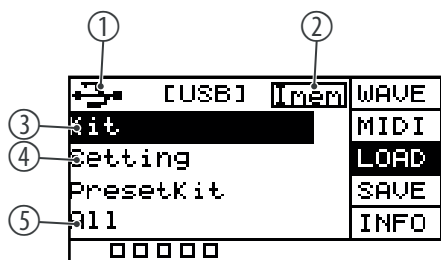 ① ②
[USB] Imem WAVE
③ Kit MIDI
④ Setting LOAD
PresetKit SAVE
⑤ All INFO